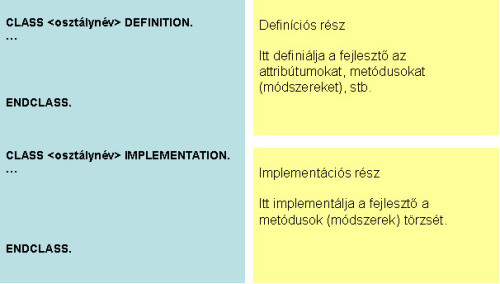 CLASS <osztálynév> DEFINITION.
...
ENDCLASS.
CLASS <osztálynév> IMPLEMENTATION.
...
ENDCLASS.
Definíciós rész
Itt definiálja a fejlesztő az
attribútumokat, metódusokat
(módszereket), stb.
Implementációs rész
Itt implementálja a fejlesztő a
metódusok (módszerek) törzsét.